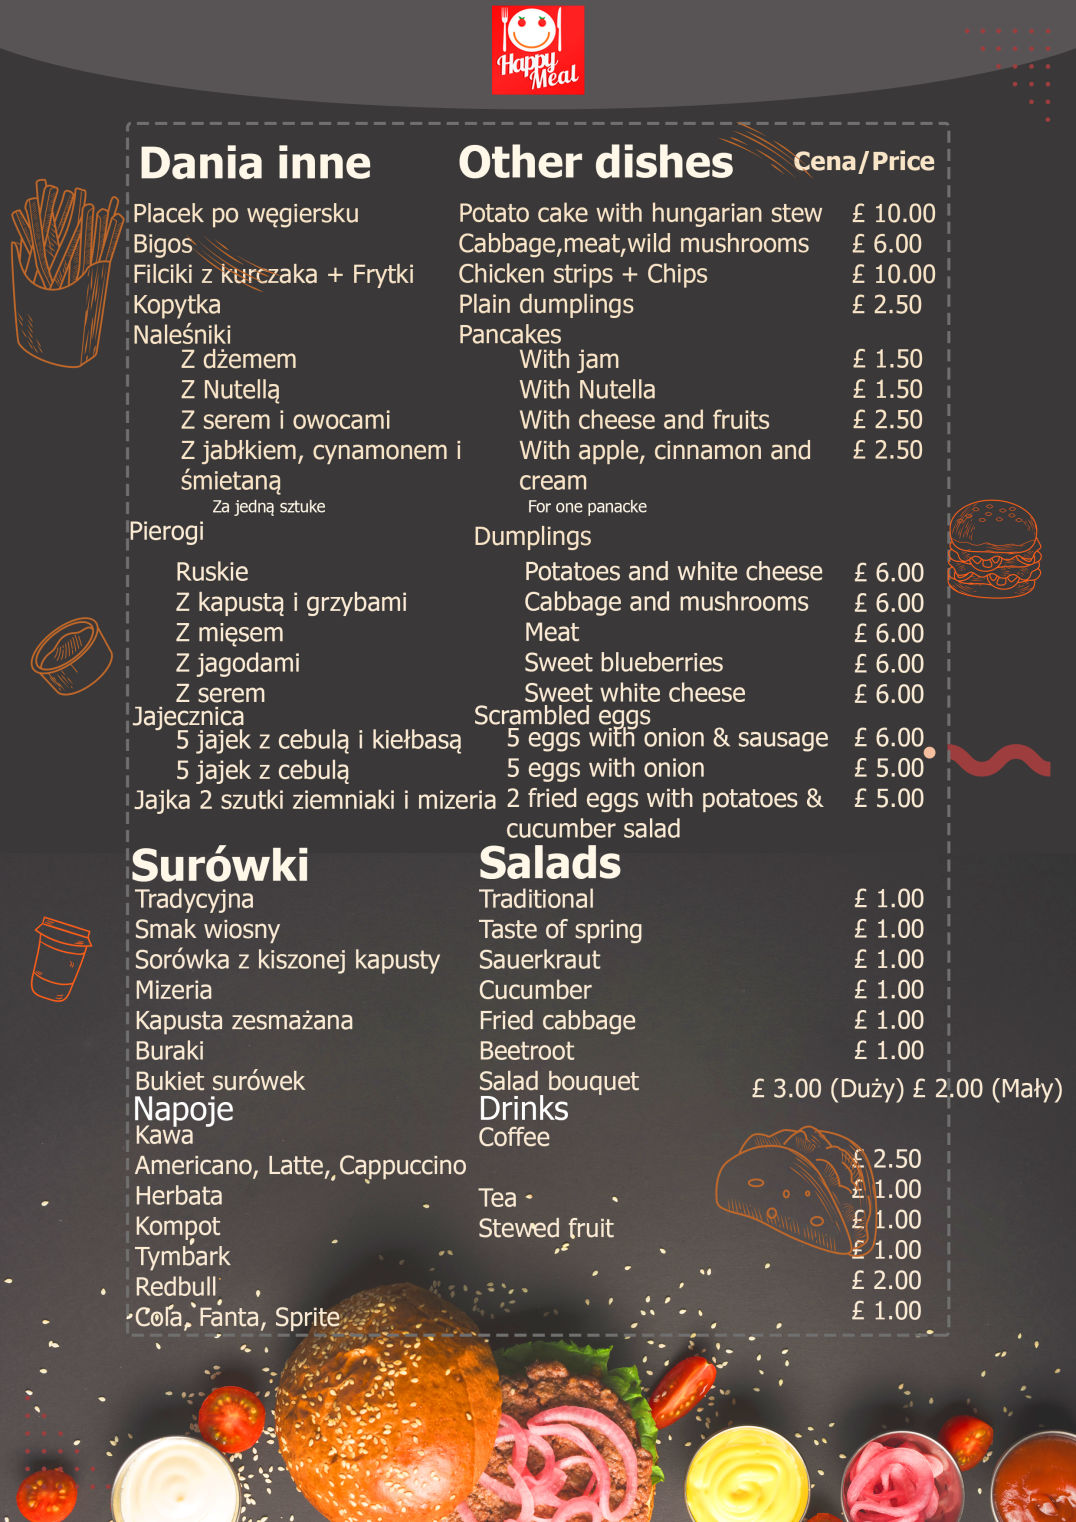 Happy
Meal
Dania inne Other dishes Cena/Price
Placek po węgiersku Potato cake with hungarian stew £ 10.00
Bigos Cabbage,meat,wild mushrooms £ 6.00
Filciki z kurczaka + Frytki Chicken strips + Chips £ 10.00
Kopytka Plain dumplings £ 2.50
Naleśniki Pancakes
Z dżemem With jam £ 1.50
Z Nutellą With Nutella £ 1.50
Z serem i owocami With cheese and fruits £ 2.50
Z jabłkiem, cynamonem i With apple, cinnamon and £ 2.50
śmietaną cream
Za jedną sztuke For one panacke
Pierogi Dumplings
Ruskie Potatoes and white cheese £ 6.00
Z kapustą i grzybami Cabbage and mushrooms £ 6.00
Z mięsem Meat £ 6.00
Z jagodami Sweet blueberries £ 6.00
Z serem Sweet white cheese £ 6.00
Jajecznica Scrambled eggs
5 jajek z cebulą i kiełbasą 5 eggs with onion & sausage £ 6.00
5 jajek z cebulą 5 eggs with onion £ 5.00
Jajka 2 szutki ziemniaki i mizeria 2 fried eggs with potatoes & £ 5.00
cucumber salad
Surówki Salads
Tradycyjna Traditional £ 1.00
Smak wiosny Taste of spring £ 1.00
Sorówka z kiszonej kapusty Sauerkraut £ 1.00
Mizeria Cucumber £ 1.00
Kapusta zesmażana Fried cabbage £ 1.00
Buraki Beetroot £ 1.00
Bukiet surówek Salad bouquet £ 3.00 (Duży) £ 2.00 (Mały)
Napoje Drinks
Kawa Coffee
Americano, Latte, Cappuccino £ 2.50
Herbata Tea £ 1.00
Kompot Stewed fruit £ 1.00
Tymbark £ 1.00
Redbull £ 2.00
Cola, Fanta, Sprite £ 1.00